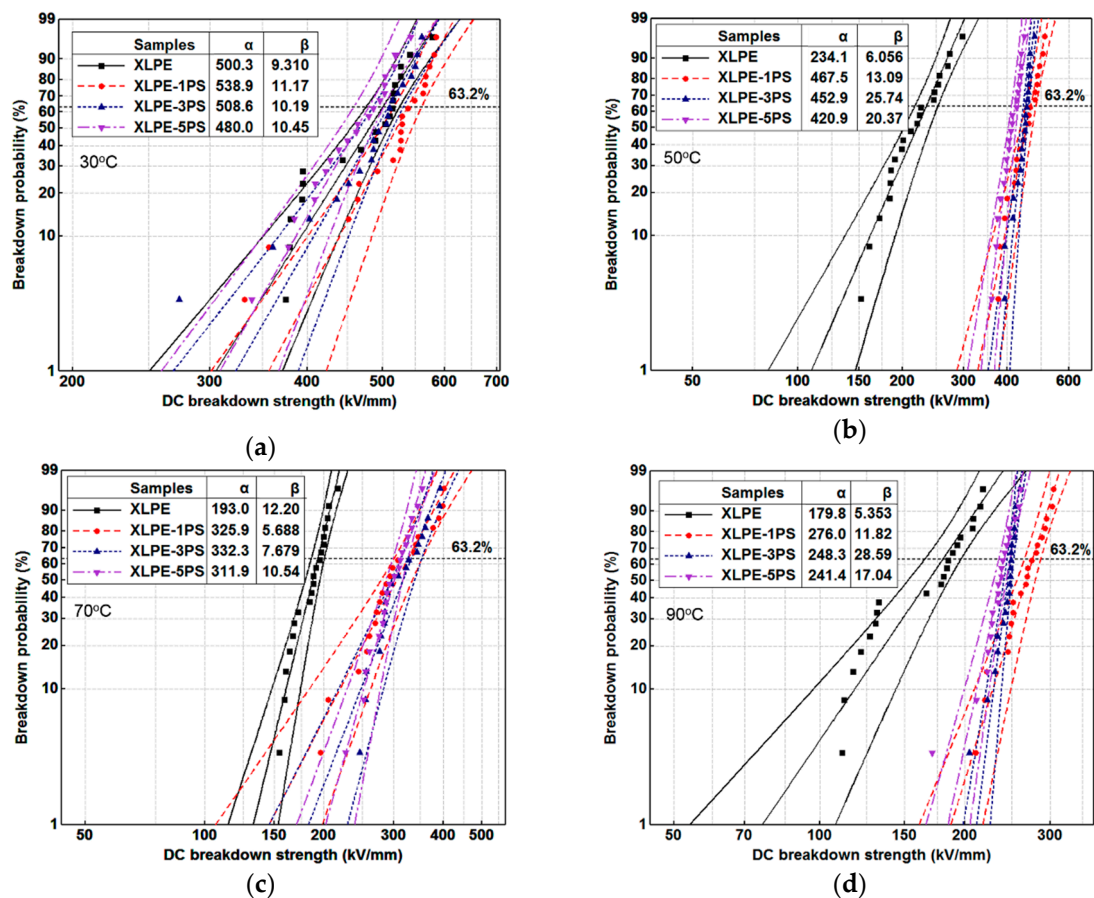 (a)
99
90
80
70
60
50
40
30
20
10
1
Breakdown probability (%)
Samples α β
XLPE 500.3 9.310
XLPE-1PS 538.9 11.17
XLPE-3PS 508.6 10.19
XLPE-5PS 480.0 10.45
63.2%
30°C
200 300 400 500 600 700
DC breakdown strength (kV/mm)
(a)
99
90
80
70
60
50
40
30
20
10
1
Breakdown probability (%)
Samples α β
XLPE 234.1 6.056
XLPE-1PS 467.5 13.09
XLPE-3PS 452.9 25.74
XLPE-5PS 420.9 20.37
63.2%
50°C
50 100 150 200 300 400 600
DC breakdown strength (kV/mm)
(b)
99
90
80
70
60
50
40
30
20
10
1
Breakdown probability (%)
Samples α β
XLPE 193.0 12.20
XLPE-1PS 325.9 5.688
XLPE-3PS 332.3 7.679
XLPE-5PS 311.9 10.54
63.2%
70°C
50 100 150 200 300 400 500
DC breakdown strength (kV/mm)
(c)
99
90
80
70
60
50
40
30
20
10
1
Breakdown probability (%)
Samples α β
XLPE 179.8 5.353
XLPE-1PS 276.0 11.82
XLPE-3PS 248.3 28.59
XLPE-5PS 241.4 17.04
63.2%
90°C
50 70 100 150 200 300
DC breakdown strength (kV/mm)
(d)